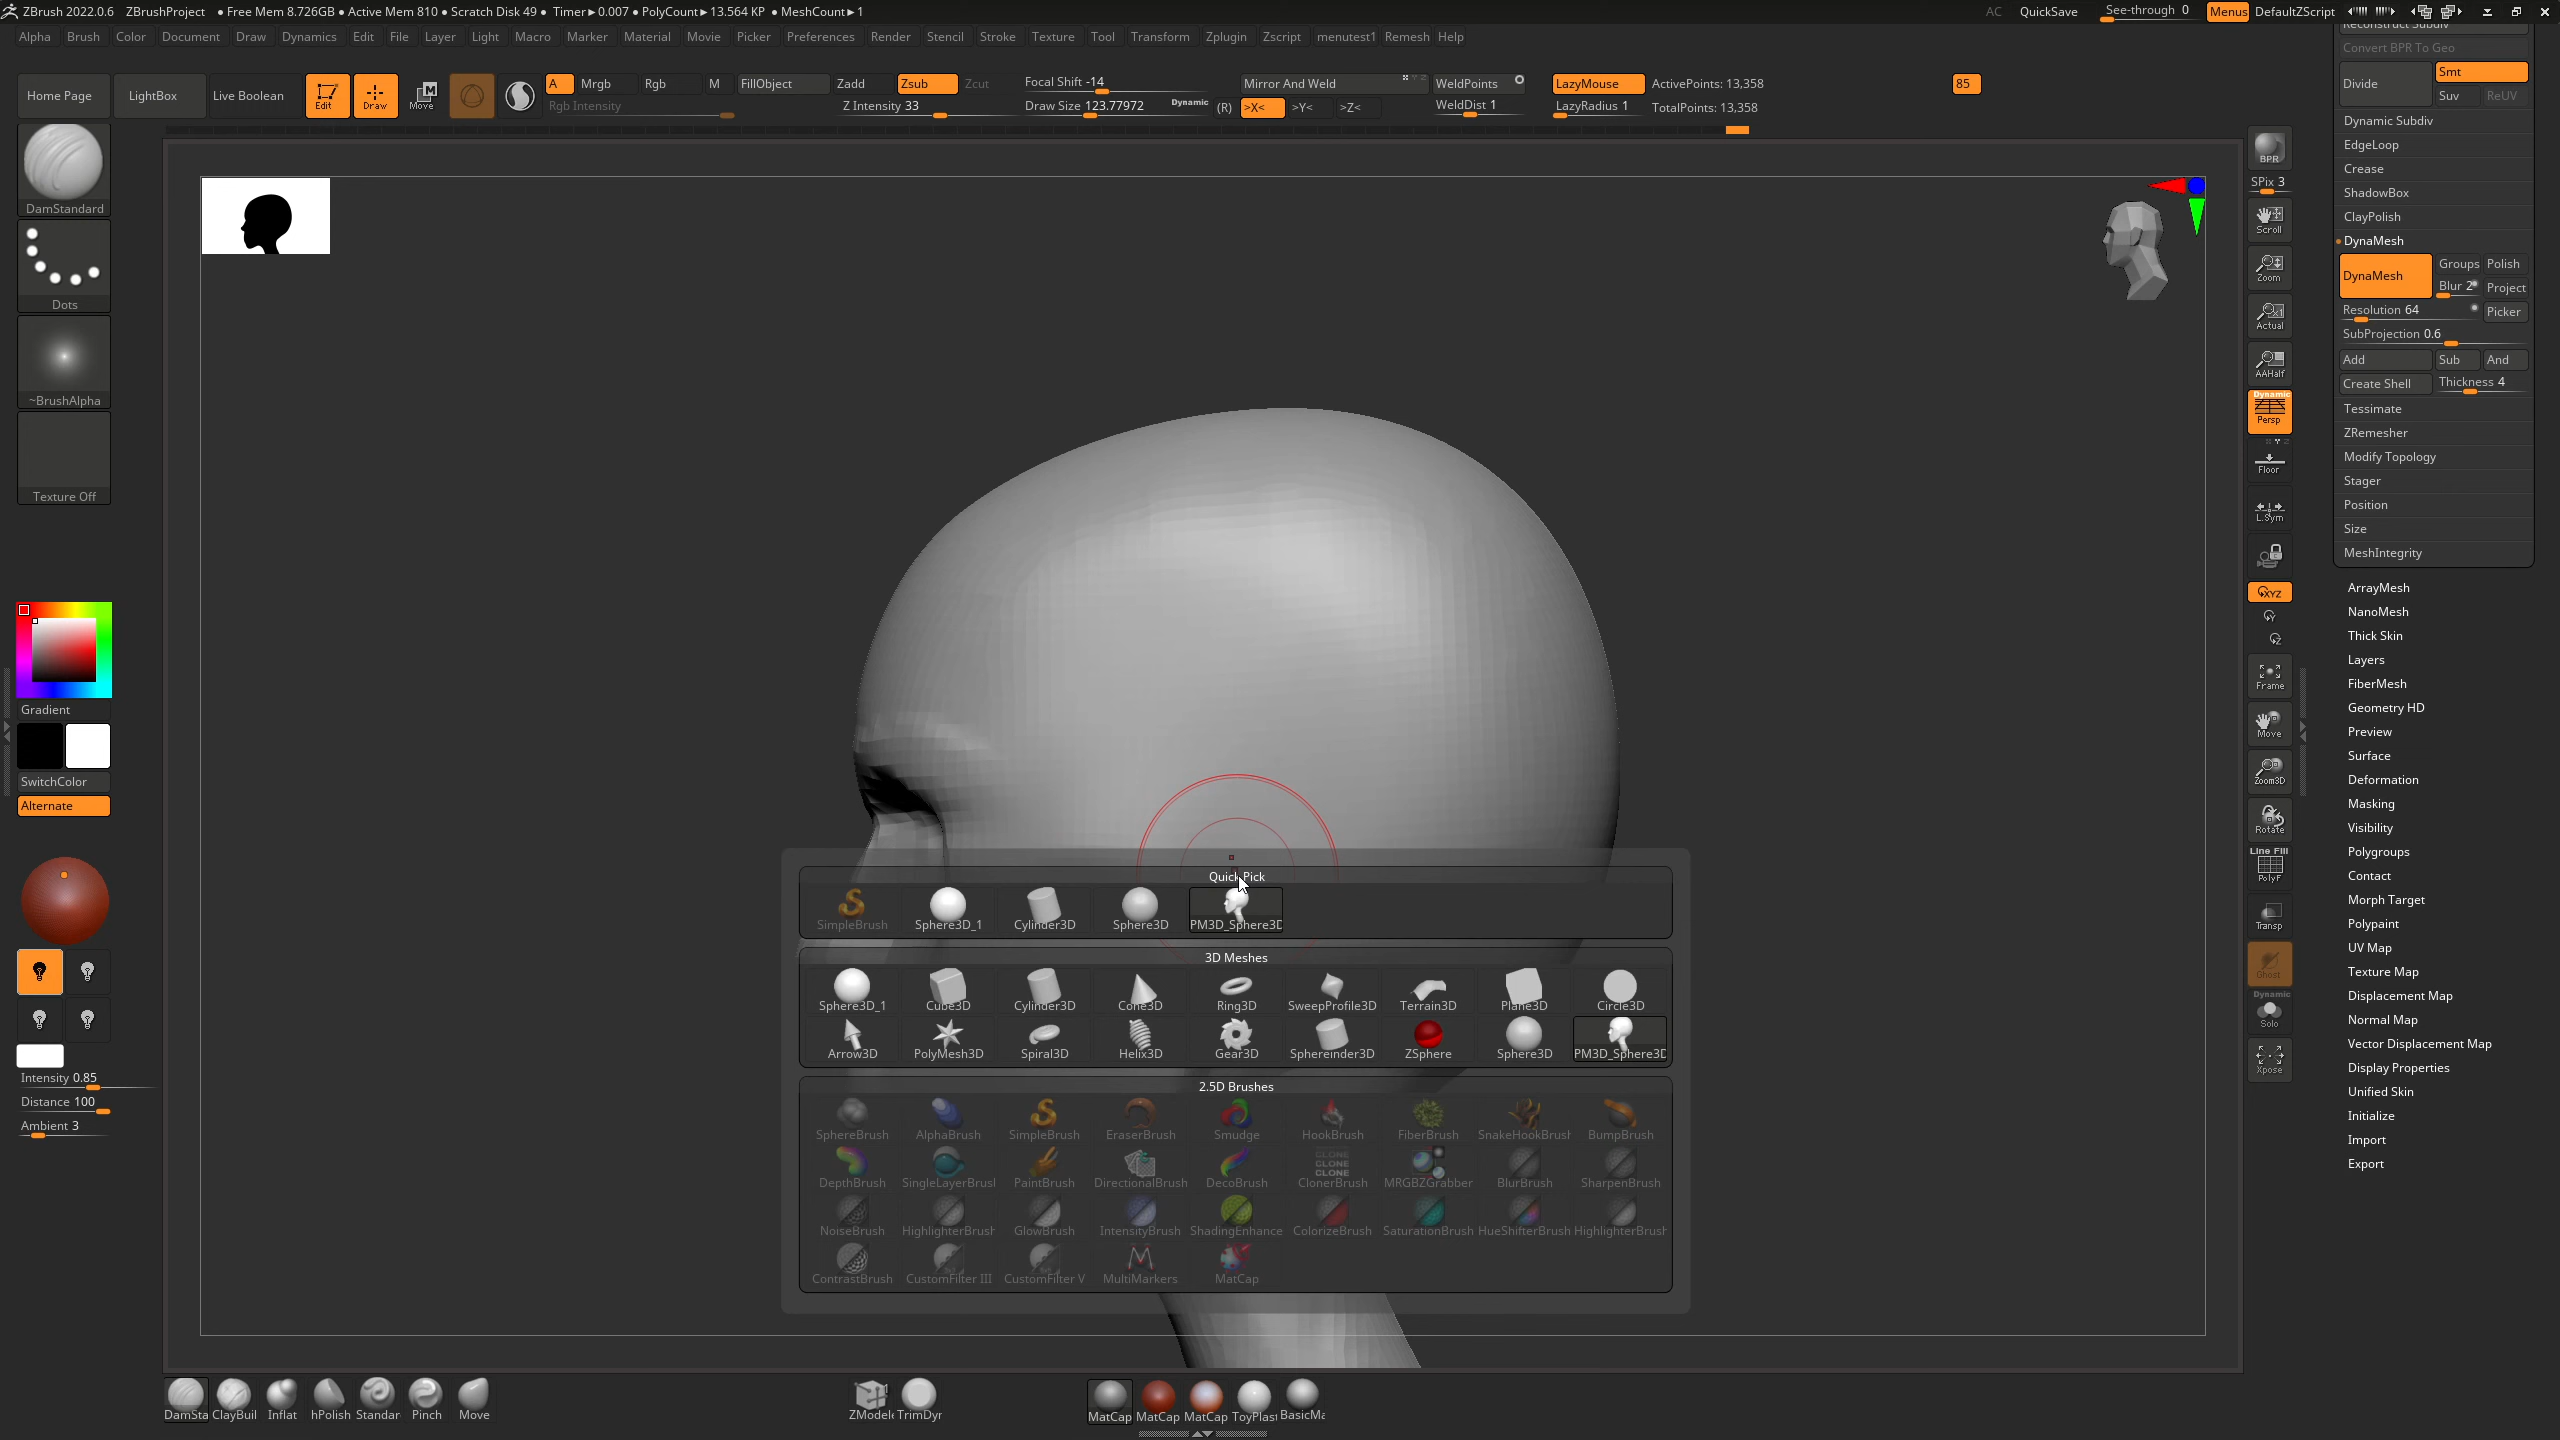 ZBrush 2022.0.6 ZBrushProject • Free Mem 8.726GB • Active Mem 810 • Scratch Disk 49 • Timer►0.007 • PolyCount►13.564 KP • MeshCount►1 AC QuickSave See-through 0 Menus DefaultZScript
Alpha Brush Color Document Draw Dynamics Edit File Layer Light Macro Marker Material Movie Picker Preferences Render Stencil Stroke Texture Tool Transform Zplugin Zscript menutest1 Remesh Help
Home Page LightBox Live Boolean Edit Draw Move
A Mrgb Rgb M FillObject Zadd Zsub Zcut Focal Shift -14 Mirror And Weld WeldPoints LazyMouse ActivePoints: 13,358 85
Rgb Intensity Z Intensity 33 Draw Size 123.77972 Dynamic (R) >X< >Y< >Z< WeldDist 1 LazyRadius 1 TotalPoints: 13,358
DamStandard
Dots
~BrushAlpha
Texture Off
Gradient
SwitchColor
Alternate
Intensity 0.85
Distance 100
Ambient 3
Quick Pick
SimpleBrush Sphere3D_1 Cylinder3D Sphere3D PM3D_Sphere3D
3D Meshes
Sphere3D_1 Cube3D Cylinder3D Cone3D Ring3D SweepProfile3D Terrain3D Plane3D Circle3D
Arrow3D PolyMesh3D Spiral3D Helix3D Gear3D Sphereinder3D ZSphere Sphere3D PM3D_Sphere3D
2.5D Brushes
SphereBrush AlphaBrush SimpleBrush EraserBrush Smudge HookBrush FiberBrush SnakeHookBrush BumpBrush
CLONE
CLONE
CLONE
DepthBrush SingleLayerBrusl PaintBrush DirectionalBrush DecoBrush ClonerBrush MRGBZGrabber BlurBrush SharpenBrush
NoiseBrush HighlighterBrush GlowBrush IntensityBrush ShadingEnhance ColorizeBrush SaturationBrush HueShifterBrush HighlighterBrush
ContrastBrush CustomFilter III CustomFilter V MultiMarkers MatCap
DamSta ClayBuil Inflat hPolish Standar Pinch Move ZModele TrimDyr MatCap MatCap MatCap ToyPlast BasicMa
BPR
SPix 3
Scroll
Zoom
Actual
AAHalf
Dynamic
Persp
Floor
L.Sym
XYZ
Y
Z
Frame
Move
Zoom3D
Rotate
Line Fill
PolyF
Transp
Ghost
Dynamic
Solo
Xpose
Reconstruct Subdiv
Convert BPR To Geo
Divide Smt
Suv ReUV
Dynamic Subdiv
EdgeLoop
Crease
ShadowBox
ClayPolish
DynaMesh
DynaMesh Groups Polish
Blur 2 Project
Resolution 64 Picker
SubProjection 0.6
Add Sub And
Create Shell Thickness 4
Tessimate
ZRemesher
Modify Topology
Stager
Position
Size
MeshIntegrity
ArrayMesh
NanoMesh
Thick Skin
Layers
FiberMesh
Geometry HD
Preview
Surface
Deformation
Masking
Visibility
Polygroups
Contact
Morph Target
Polypaint
UV Map
Texture Map
Displacement Map
Normal Map
Vector Displacement Map
Display Properties
Unified Skin
Initialize
Import
Export